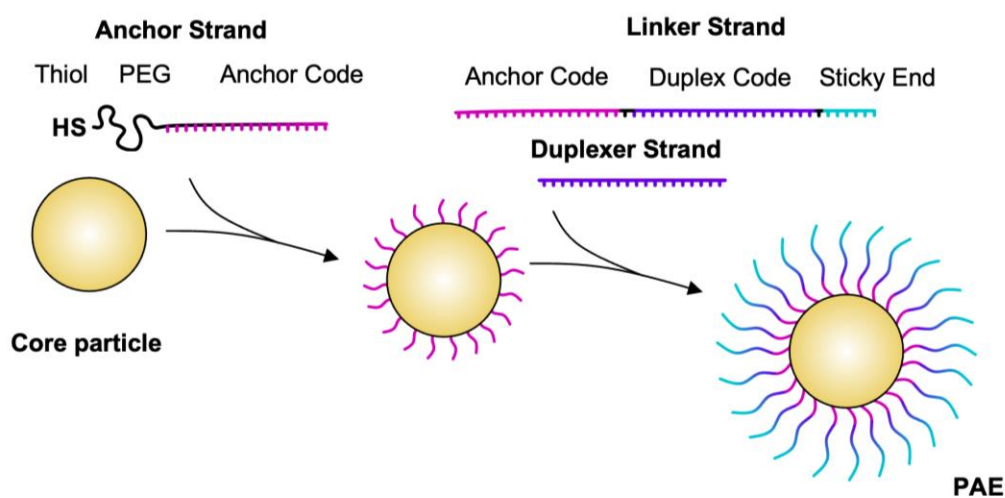 Anchor Strand
Thiol PEG Anchor Code
HS
Linker Strand
Anchor Code Duplex Code Sticky End
Duplexer Strand
Core particle
PAE